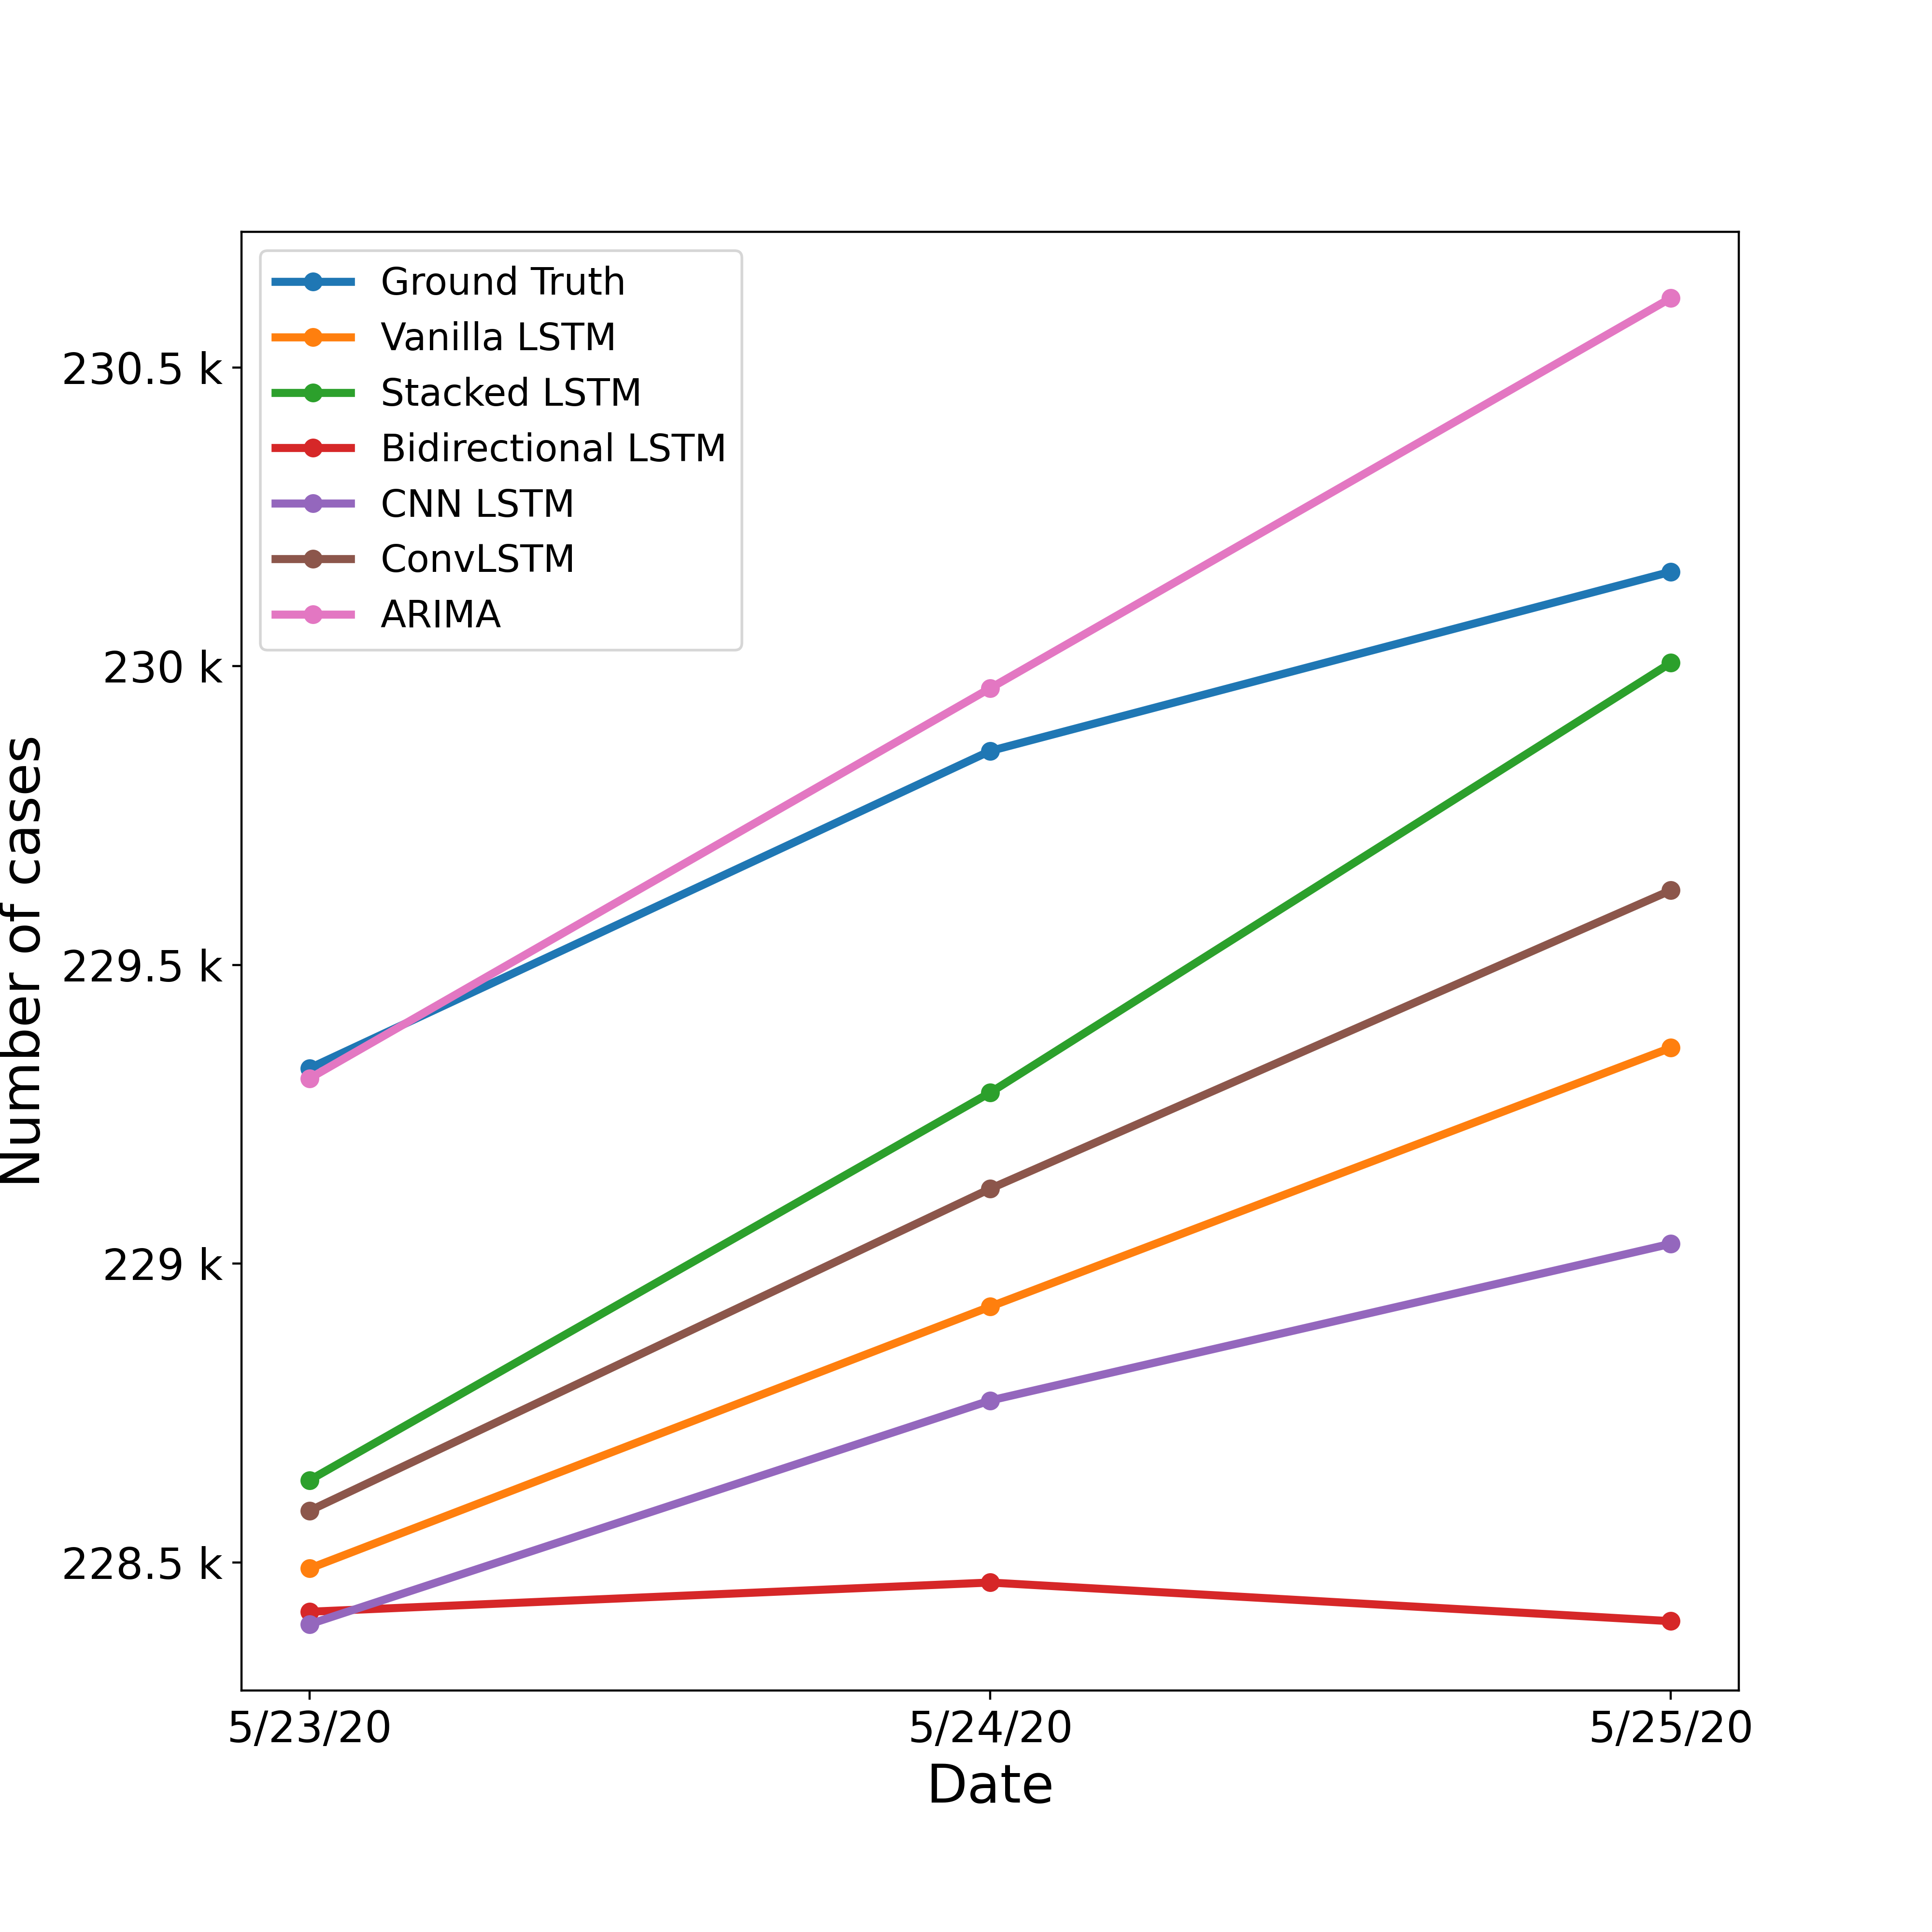 Ground Truth
Vanilla LSTM
Stacked LSTM
Bidirectional LSTM
CNN LSTM
ConvLSTM
ARIMA
230.5 k
230 k
229.5 k
229 k
228.5 k
Number of cases
5/23/20 5/24/20 5/25/20
Date